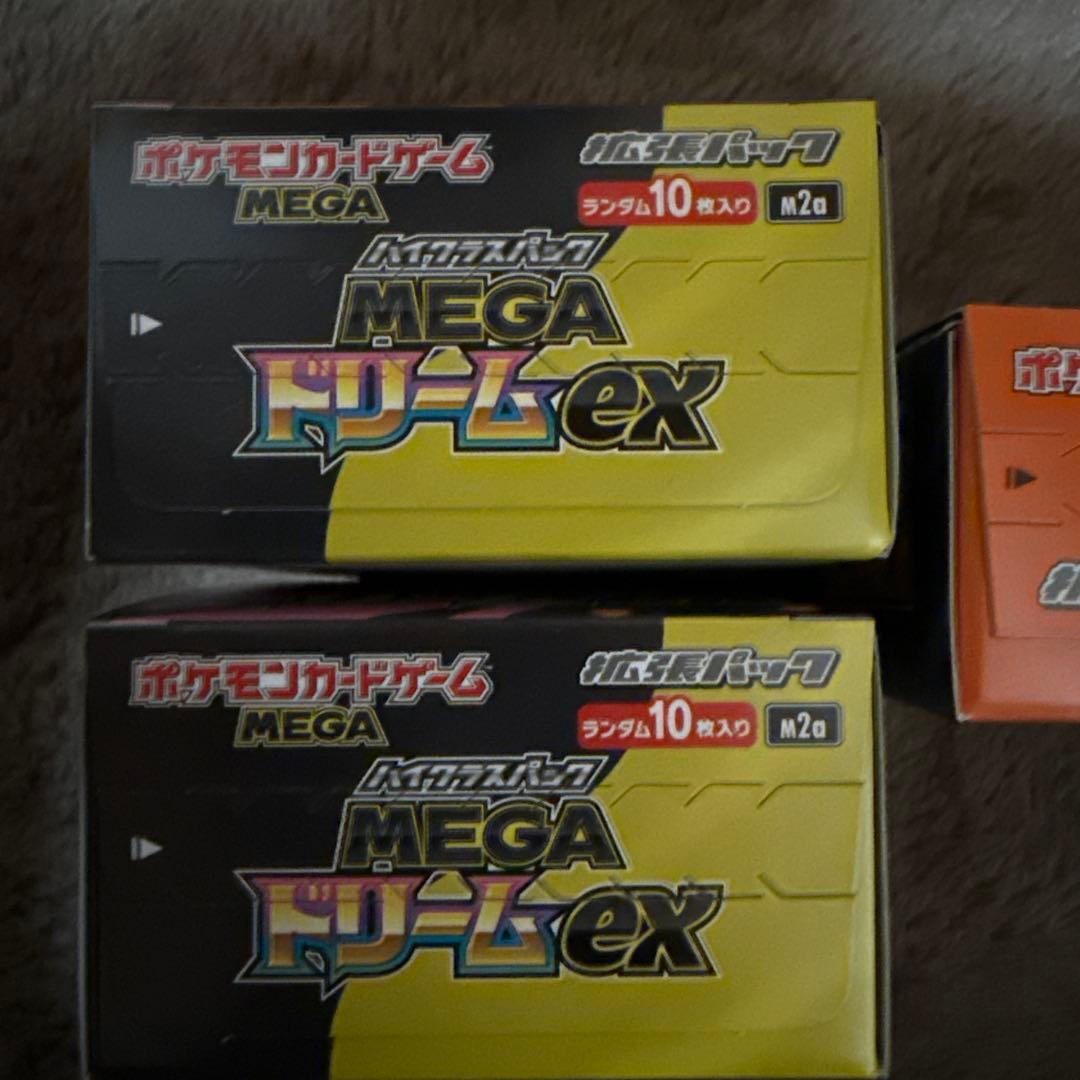 ポケモンカードゲーム
MEGA
拡張パック
ランダム10枚入り M2a
ハイクラスパック
MEGA
ドリームex
ポケモンカードゲーム
MEGA
拡張パック
ランダム10枚入り M2a
ハイクラスパック
MEGA
ドリームex
ポケ